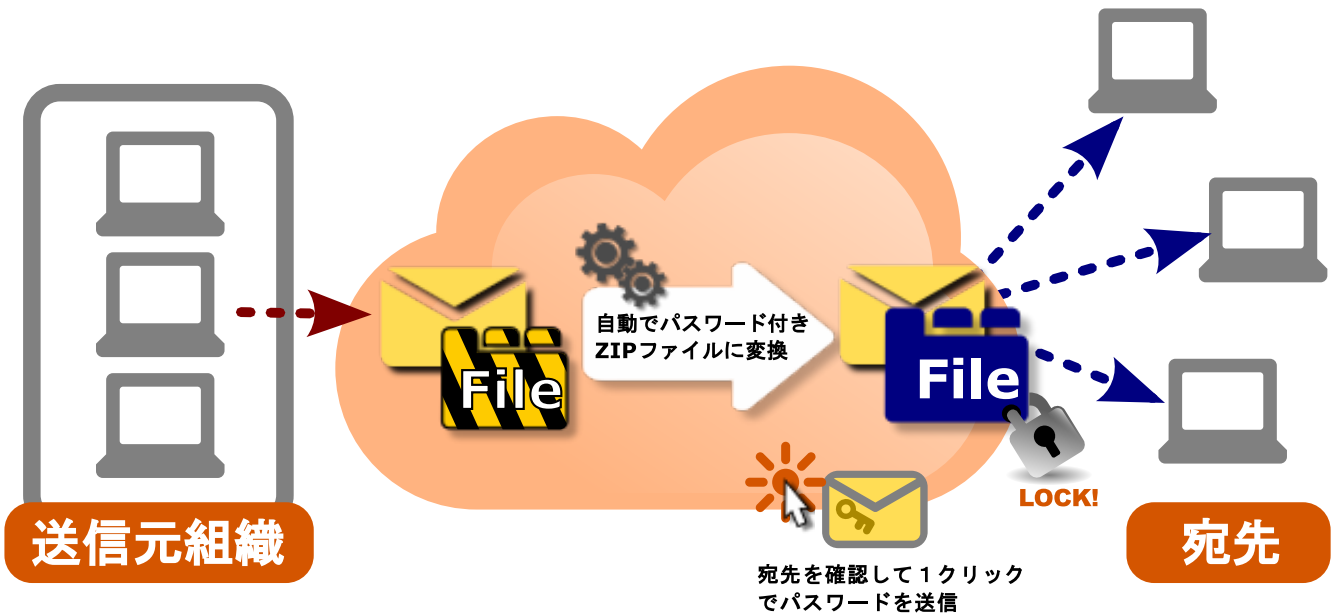 自動でパスワード付き
ZIPファイルに変換
File
File
LOCK!
送信元組織
宛先
宛先を確認して１クリック
でパスワードを送信